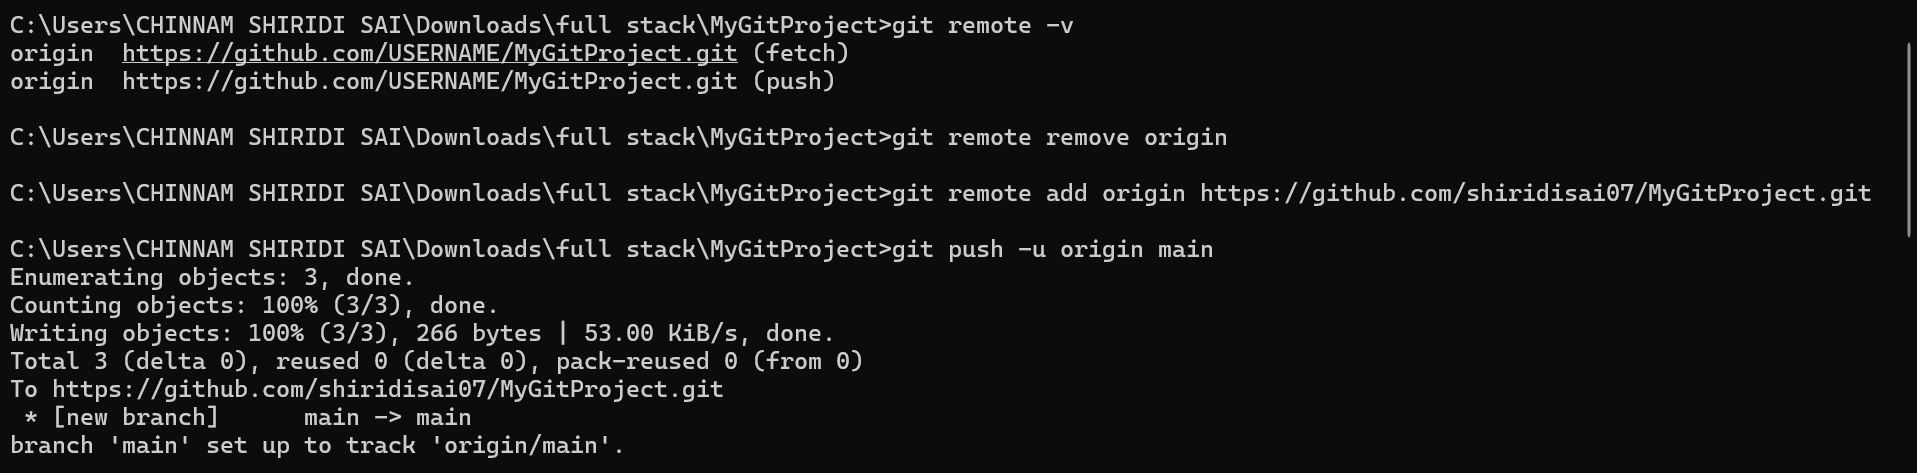 C:\Users\CHINNAM SHIRIDI SAI\Downloads\full stack\MyGitProject>git remote -v
origin  https://github.com/USERNAME/MyGitProject.git (fetch)
origin  https://github.com/USERNAME/MyGitProject.git (push)
C:\Users\CHINNAM SHIRIDI SAI\Downloads\full stack\MyGitProject>git remote remove origin
C:\Users\CHINNAM SHIRIDI SAI\Downloads\full stack\MyGitProject>git remote add origin https://github.com/shiridisai07/MyGitProject.git
C:\Users\CHINNAM SHIRIDI SAI\Downloads\full stack\MyGitProject>git push -u origin main
Enumerating objects: 3, done.
Counting objects: 100% (3/3), done.
Writing objects: 100% (3/3), 266 bytes | 53.00 KiB/s, done.
Total 3 (delta 0), reused 0 (delta 0), pack-reused 0 (from 0)
To https://github.com/shiridisai07/MyGitProject.git
 * [new branch]      main -> main
branch 'main' set up to track 'origin/main'.